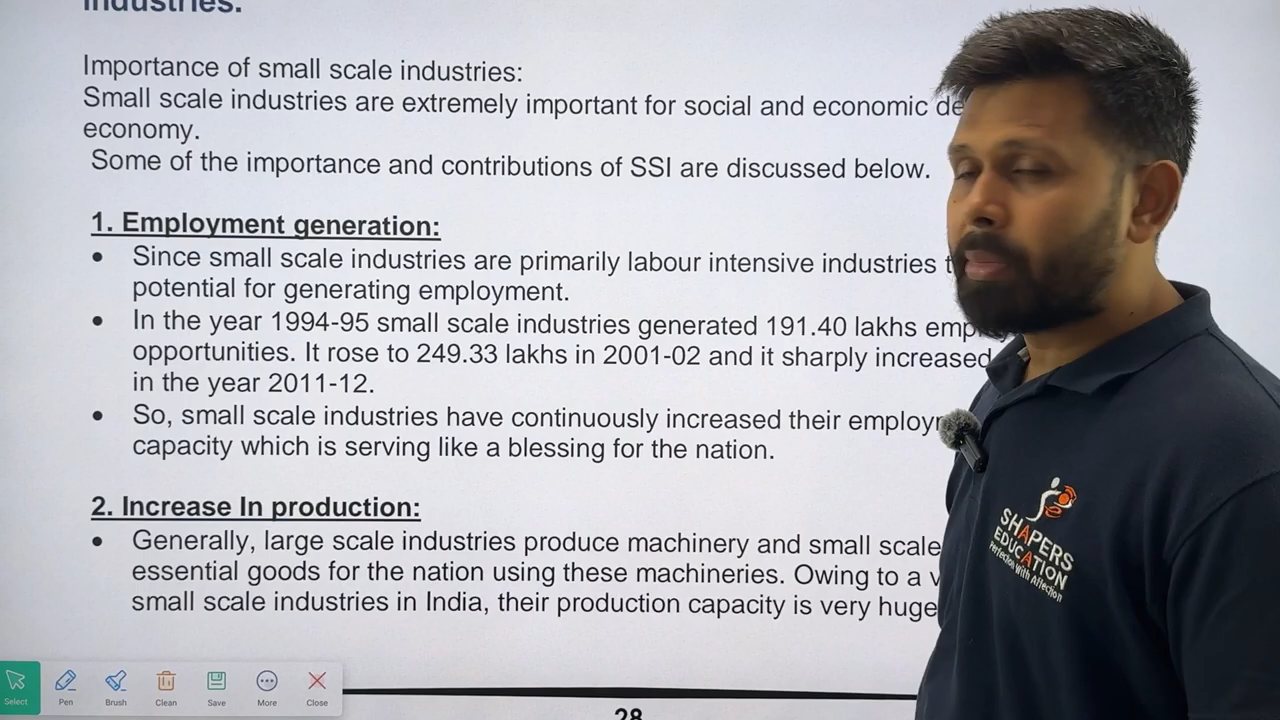 industries.
Importance of small scale industries:
Small scale industries are extremely important for social and economic
economy.
Some of the importance and contributions of SSI are discussed below.
1. Employment generation:
• Since small scale industries are primarily labour intensive industries
potential for generating employment.
• In the year 1994-95 small scale industries generated 191.40 lakhs
opportunities. It rose to 249.33 lakhs in 2001-02 and it sharply increased
in the year 2011-12.
• So, small scale industries have continuously increased their
capacity which is serving like a blessing for the nation.
2. Increase In production:
• Generally, large scale industries produce machinery and small scale
essential goods for the nation using these machineries. Owing to a
small scale industries in India, their production capacity is very huge
28
Select Pen Brush Clean Save More Close
SHAPERS
EDUCATION
Perfection With Affection